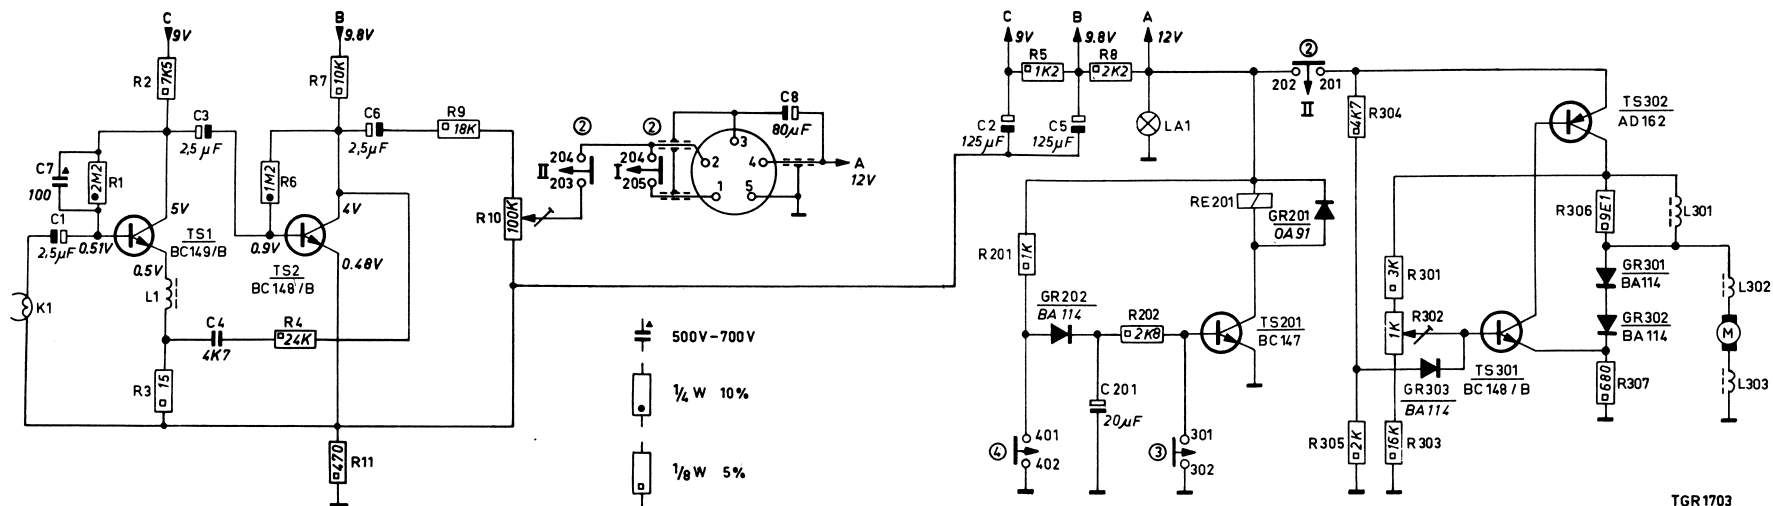 C
9V
B
9.8V
R2
7K5
R7
10K
C3
2,5µF
C6
2,5µF
R9
18K
C7
100
R1
2M2
R6
1M2
C1
2,5µF
0.51V
5V
TS1
BC149/B
0.5V
0.9V
4V
TS2
BC148/B
0.48V
K1
L1
C4
4K7
R4
24K
R3
15
R11
470
R10
100K
2
204
II
203
2
204
I
205
C8
80µF
1
2
3
4
5
A
12V
500V-700V
1/4 W 10%
1/8 W 5%
C
9V
B
9.8V
A
12V
R5
1K2
R8
2K2
C2
125µF
C5
125µF
LA1
2
202
201
II
R304
4K7
TS302
AD162
RE201
GR201
OA91
R201
1K
GR202
BA114
R202
2K8
TS201
BC147
C201
20µF
4
401
402
3
301
302
R306
9E1
L301
R301
3K
R302
1K
GR301
BA114
GR302
BA114
L302
M
L303
GR303
BA114
TS301
BC148/B
R307
680
R305
2K
R303
16K
TGR1703